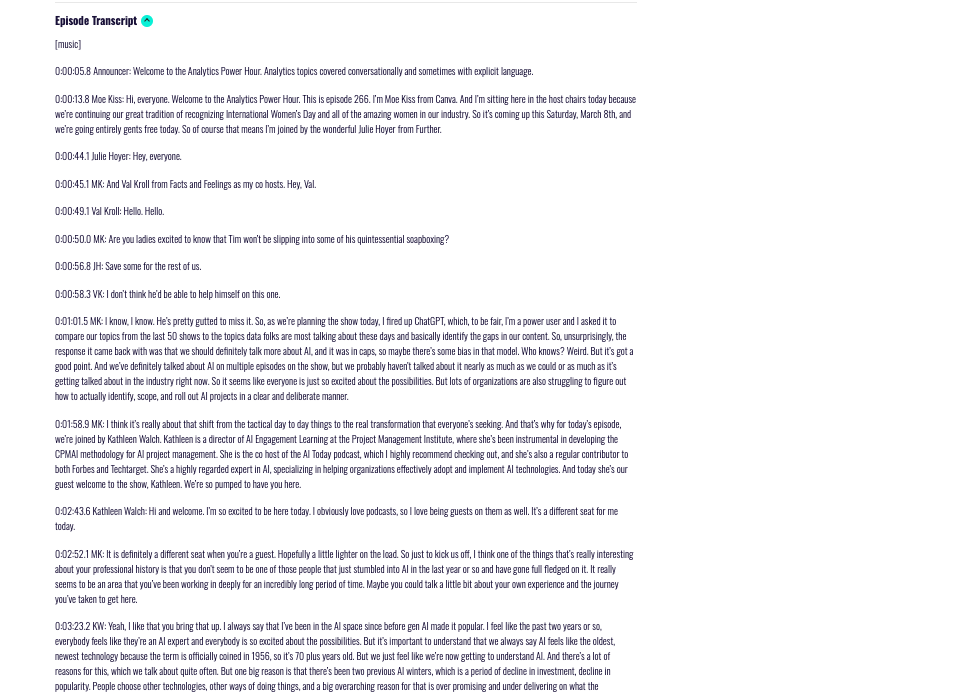 Episode Transcript
[music]
0:00:05.8 Announcer: Welcome to the Analytics Power Hour. Analytics topics covered conversationally and sometimes with explicit language.
0:00:13.8 Moe Kiss: Hi, everyone. Welcome to the Analytics Power Hour. This is episode 266. I'm Moe Kiss from Canva. And I'm sitting here in the host chairs today because
we're continuing our great tradition of recognizing International Women's Day and all of the amazing women in our industry. So it's coming up this Saturday, March 8th, and
we're going entirely gents free today. So of course that means I'm joined by the wonderful Julie Hoyer from Further.
0:00:44.1 Julie Hoyer: Hey, everyone.
0:00:45.1 MK: And Val Kroll from Facts and Feelings as my co hosts. Hey, Val.
0:00:49.1 Val Kroll: Hello. Hello.
0:00:50.0 MK: Are you ladies excited to know that Tim won't be slipping into some of his quintessential soapboxing?
0:00:56.8 JH: Save some for the rest of us.
0:00:58.3 VK: I don't think he'd be able to help himself on this one.
0:01:01.5 MK: I know, I know. He's pretty gutted to miss it. So, as we're planning the show today, I fired up ChatGPT, which, to be fair, I'm a power user and I asked it to
compare our topics from the last 50 shows to the topics data folks are most talking about these days and basically identify the gaps in our content. So, unsurprisingly, the
response it came back with was that we should definitely talk more about AI, and it was in caps, so maybe there's some bias in that model. Who knows? Weird. But it's got a
good point. And we've definitely talked about AI on multiple episodes on the show, but we probably haven't talked about it nearly as much as we could or as much as it's
getting talked about in the industry right now. So it seems like everyone is just so excited about the possibilities. But lots of organizations are also struggling to figure out
how to actually identify, scope, and roll out AI projects in a clear and deliberate manner.
0:01:58.9 MK: I think it's really about that shift from the tactical day to day things to the real transformation that everyone's seeking. And that's why for today's episode,
we're joined by Kathleen Walch. Kathleen is a director of AI Engagement Learning at the Project Management Institute, where she's been instrumental in developing the
CPMAI methodology for AI project management. She is the co host of the AI Today podcast, which I highly recommend checking out, and she's also a regular contributor to
both Forbes and Techtarget. She's a highly regarded expert in AI, specializing in helping organizations effectively adopt and implement AI technologies. And today she's our
guest welcome to the show, Kathleen. We're so pumped to have you here.
0:02:43.6 Kathleen Walch: Hi and welcome. I'm so excited to be here today. I obviously love podcasts, so I love being guests on them as well. It's a different seat for me
today.
0:02:52.1 MK: It is definitely a different seat when you're a guest. Hopefully a little lighter on the load. So just to kick us off, I think one of the things that's really interesting
about your professional history is that you don't seem to be one of those people that just stumbled into AI in the last year or so and have gone full fledged on it. It really
seems to be an area that you've been working in deeply for an incredibly long period of time. Maybe you could talk a little bit about your own experience and the journey
you've taken to get here.
0:03:23.2 KW: Yeah, I like that you bring that up. I always say that I've been in the AI space since before gen AI made it popular. I feel like the past two years or so,
everybody feels like they're an AI expert and everybody is so excited about the possibilities. But it's important to understand that we always say AI feels like the oldest,
newest technology because the term is officially coined in 1956, so it's 70 plus years old. But we just feel like we're now getting to understand AI. And there's a lot of
reasons for this, which we talk about quite often. But one big reason is that there's been two previous AI winters, which is a period of decline in investment, decline in
popularity. People choose other technologies, other ways of doing things, and a big overarching reason for that is over promising and under delivering on what the